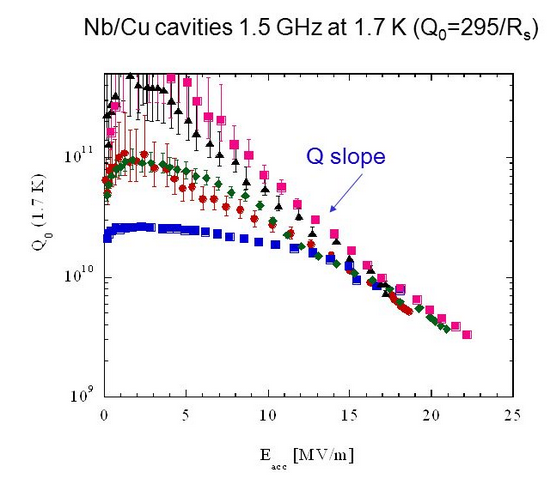 Nb/Cu cavities 1.5 GHz at 1.7 K (Q0=295/Rs)
Q slope
Q0 (1.7 K)
10^11
10^10
10^9
0 5 10 15 20 25
Eacc [MV/m]